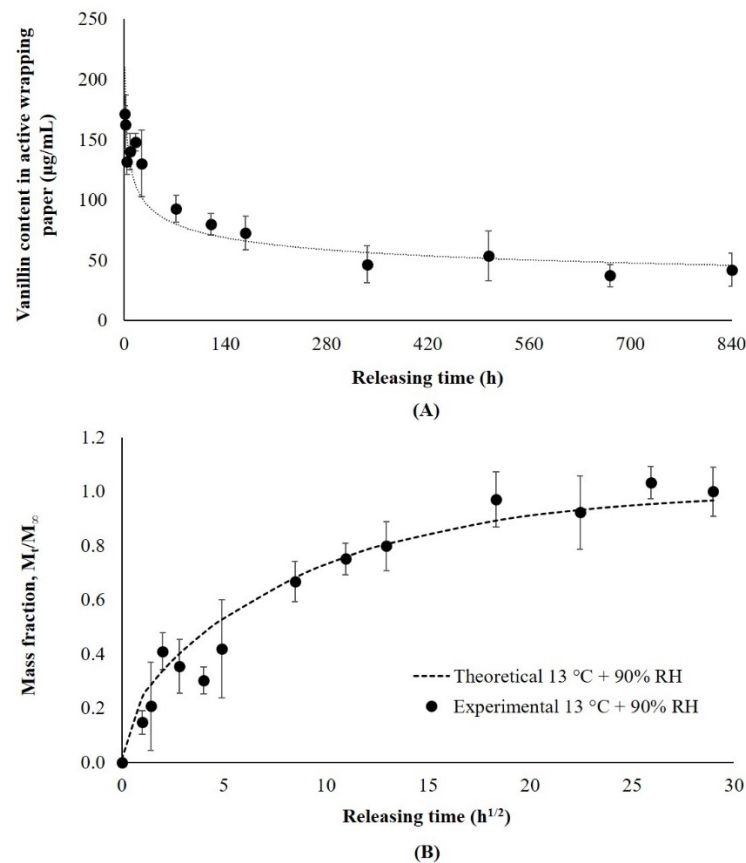 250
200
150
100
50
0
0 140 280 420 560 700 840
Vanillin content in active wrapping
paper (µg/mL)
Releasing time (h)
(A)
1.2
1.0
0.8
0.6
0.4
0.2
0.0
0 5 10 15 20 25 30
Mass fraction, Mt/M∞
Theoretical 13 °C + 90% RH
Experimental 13 °C + 90% RH
Releasing time (h1/2)
(B)